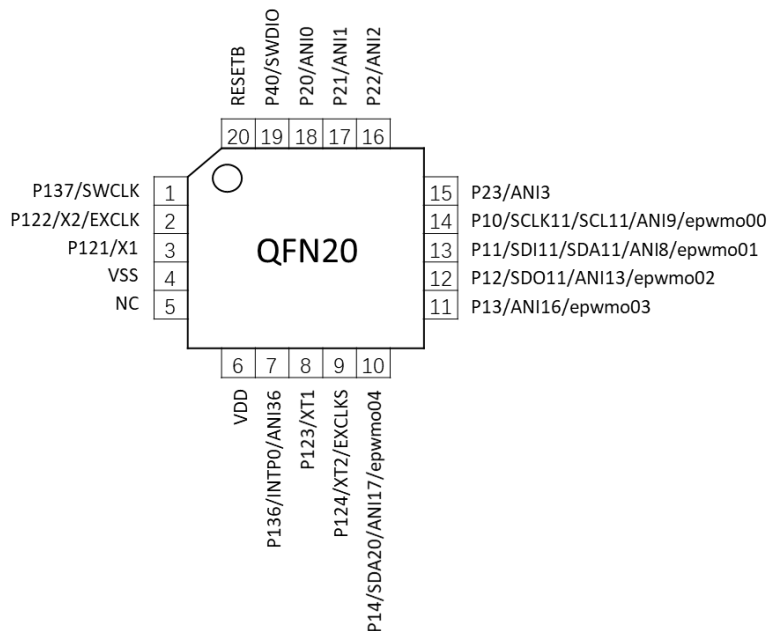 RESETB
P40/SWDIO
P20/ANI0
P21/ANI1
P22/ANI2
20 19 18 17 16
P137/SWCLK 1
P122/X2/EXCLK 2
P121/X1 3
VSS 4
NC 5
QFN20
15 P23/ANI3
14 P10/SCLK11/SCL11/ANI9/epwmo00
13 P11/SDI11/SDA11/ANI8/epwmo01
12 P12/SDO11/ANI13/epwmo02
11 P13/ANI16/epwmo03
6 7 8 9 10
VDD
P136/INTP0/ANI36
P123/XT1
P124/XT2/EXCLKS
P14/SDA20/ANI17/epwmo04